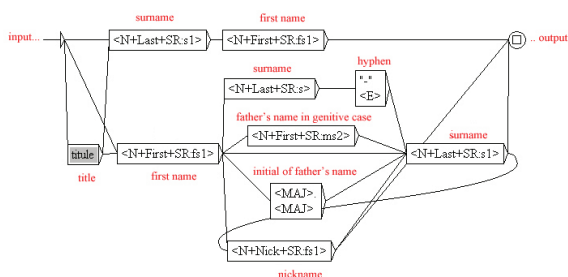 surname
first name
input...
<N+Last+SR:s1>
<N+First+SR:fs1>
.. output
surname
hyphen
<N+Last+SR:s>
"-"
<E>
father's name in genitive case
<N+First+SR:ms2>
surname
titule
<N+First+SR:fs1>
<N+Last+SR:s1>
title
first name
initial of father's name
<MAJ>.
<MAJ>
<N+Nick+SR:fs1>
nickname